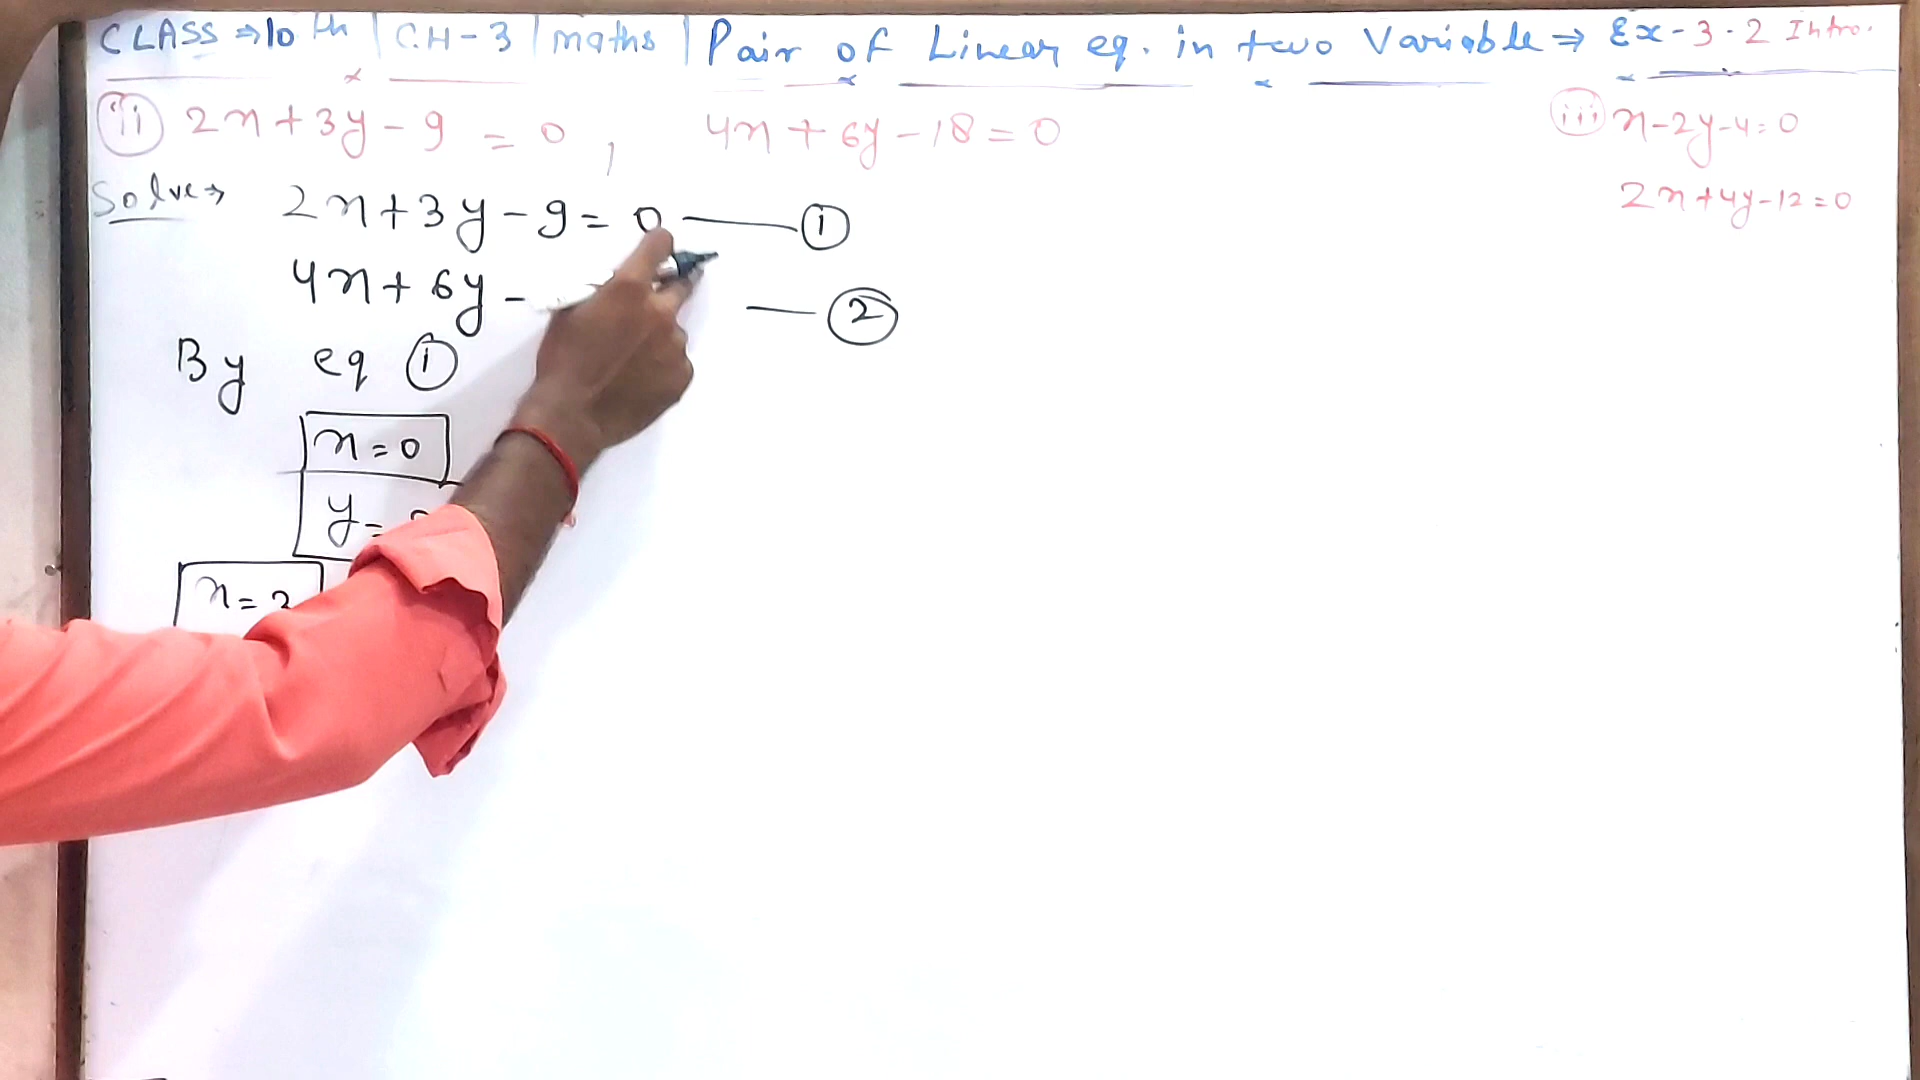 CLASS ⇒ 10th | CH-3 | maths | Pair of Linear eq. in two Variable ⇒ Ex-3.2 Intro.
(ii) 2x+3y-9 = 0 , 4x+6y-18=0
(iii) x-2y-4=0
2x+4y-12=0
Solve⇒ 2x+3y-9=0 —— ①
4x+6y- — ②
By eq ①
x=0
y=
x=3